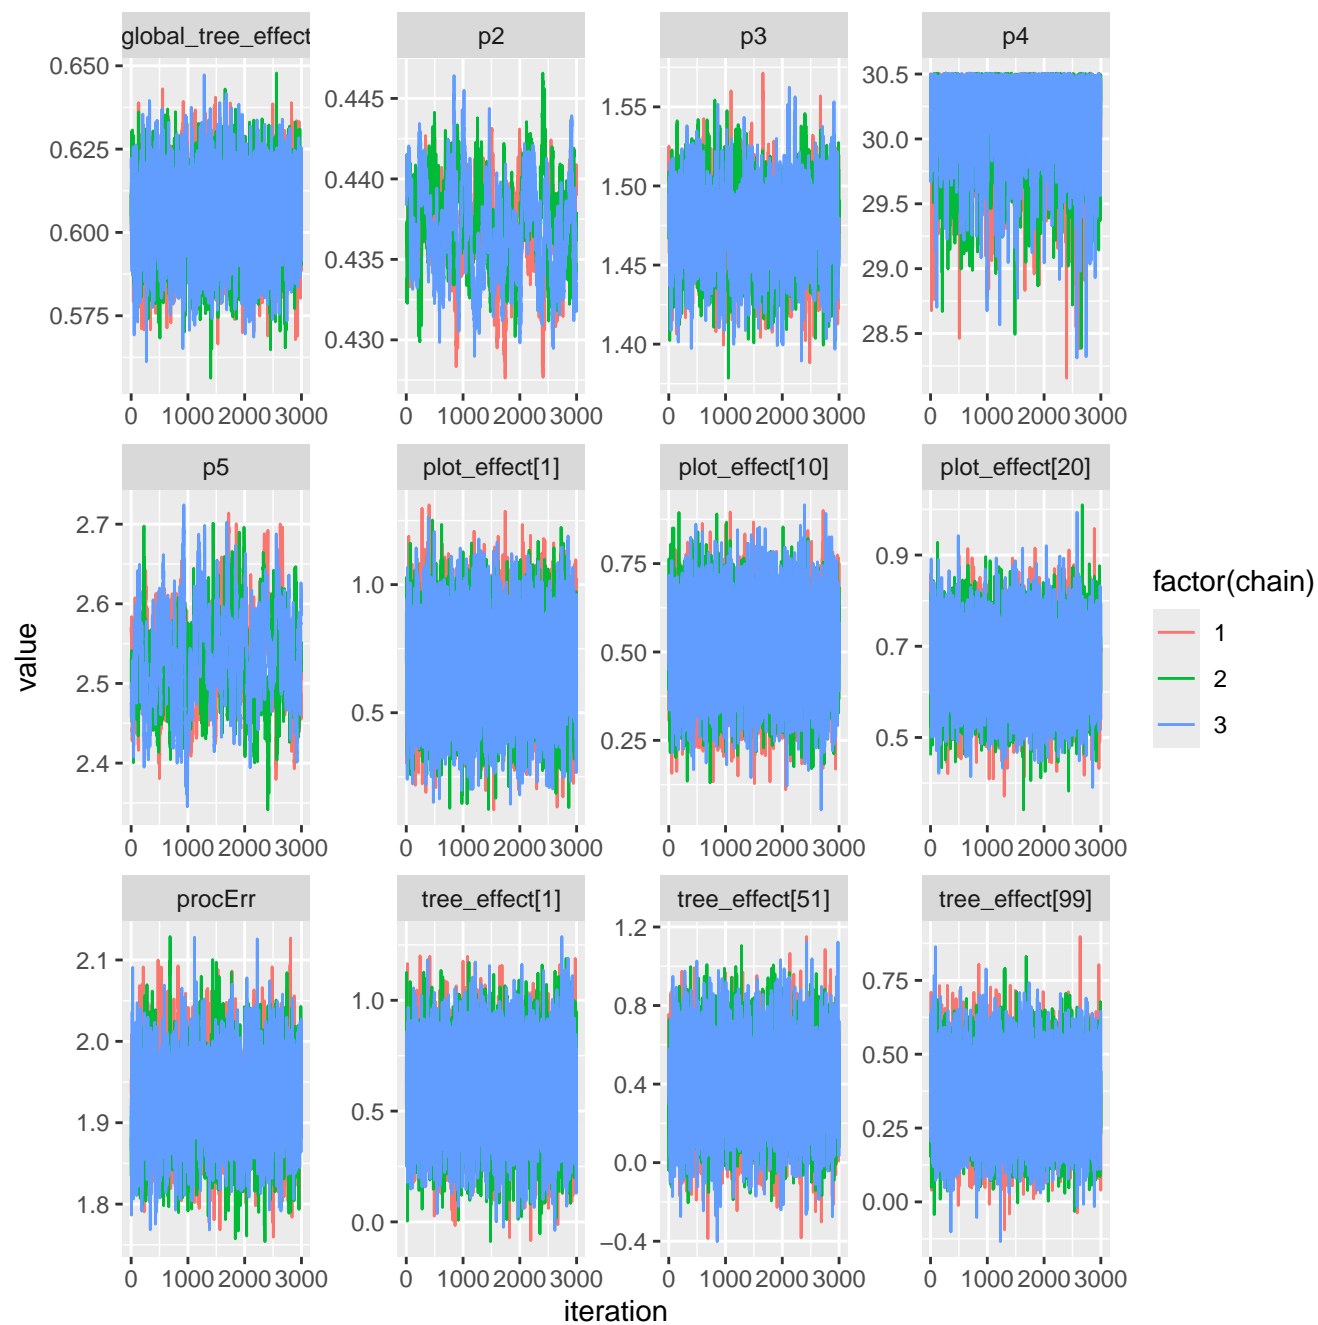 global_tree_effect
p2
p3
p4
0.650
0.625
0.600
0.575
0.445
0.440
0.435
0.430
1.55
1.50
1.45
1.40
30.5
30.0
29.5
29.0
28.5
0 1000 2000 3000
0 1000 2000 3000
0 1000 2000 3000
0 1000 2000 3000
p5
plot_effect[1]
plot_effect[10]
plot_effect[20]
2.7
2.6
2.5
2.4
1.0
0.5
0.75
0.50
0.25
0.9
0.7
0.5
0 1000 2000 3000
0 1000 2000 3000
0 1000 2000 3000
0 1000 2000 3000
procErr
tree_effect[1]
tree_effect[51]
tree_effect[99]
2.1
2.0
1.9
1.8
1.0
0.5
0.0
1.2
0.8
0.4
0.0
−0.4
0.75
0.50
0.25
0.00
0 1000 2000 3000
0 1000 2000 3000
0 1000 2000 3000
0 1000 2000 3000
iteration
value
factor(chain)
1
2
3